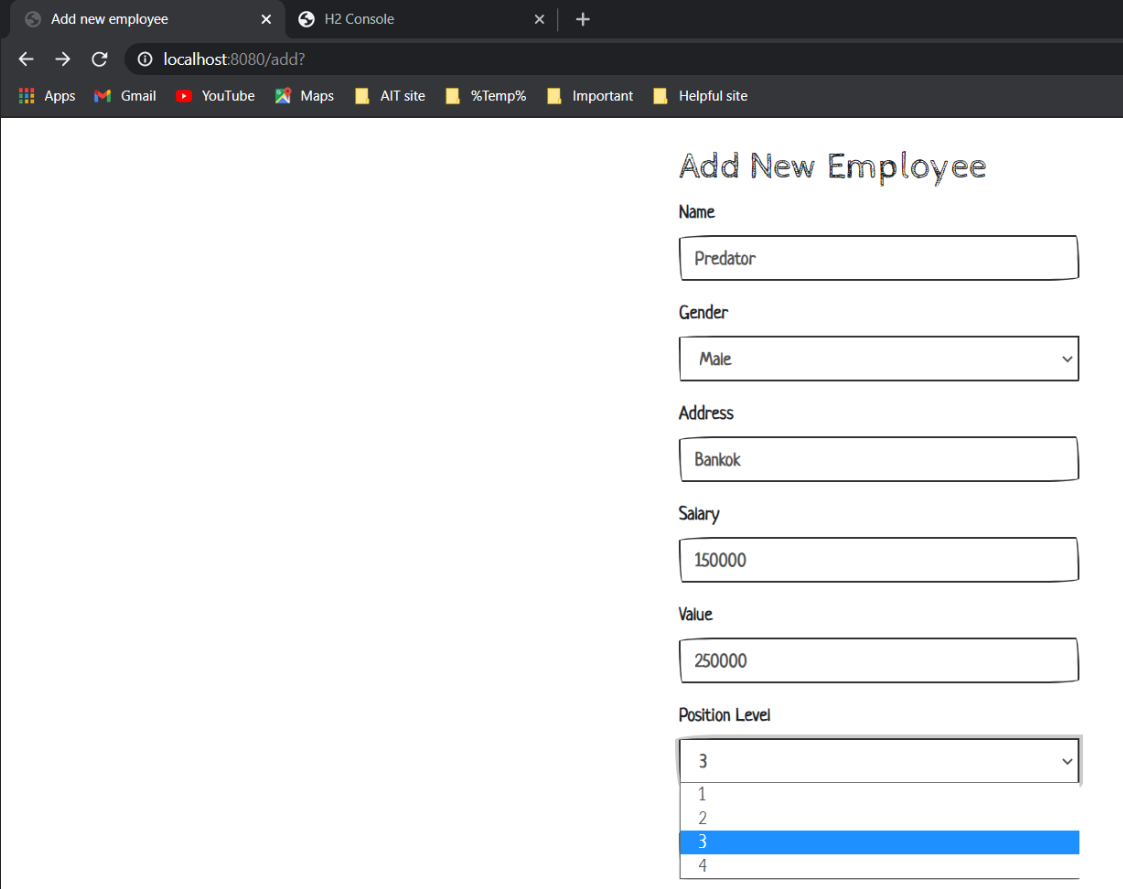 Add new employee
H2 Console
localhost:8080/add?
Apps Gmail YouTube Maps AIT site %Temp% Important Helpful site
Add New Employee
Name
Predator
Gender
Male
Address
Bankok
Salary
150000
Value
250000
Position Level
3
1
2
3
4